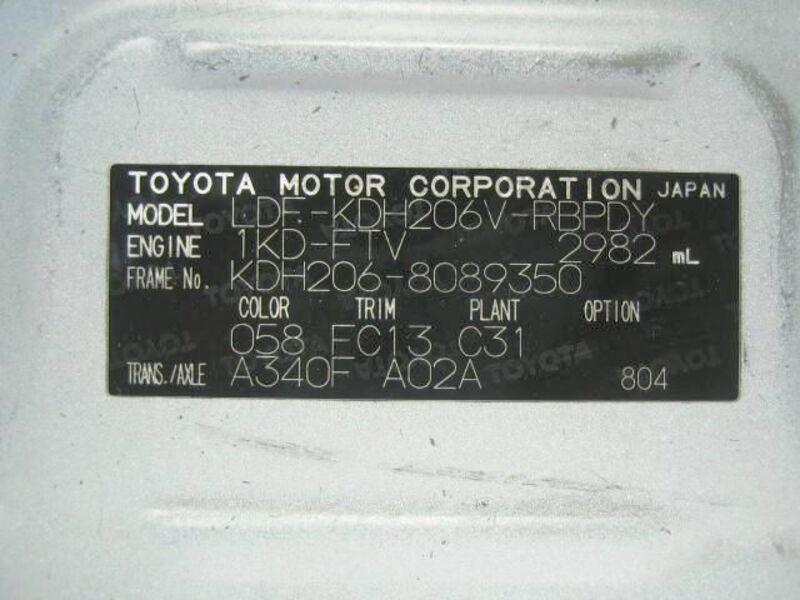 TOYOTA MOTOR CORPORATION JAPAN
MODEL LDF-KDH206V-RBPDY
ENGINE 1KD-FTV 2982 mL
FRAME No. KDH206-8089350
COLOR TRIM PLANT OPTION
058 FC13 C31
TRANS./AXLE A340F A02A 804